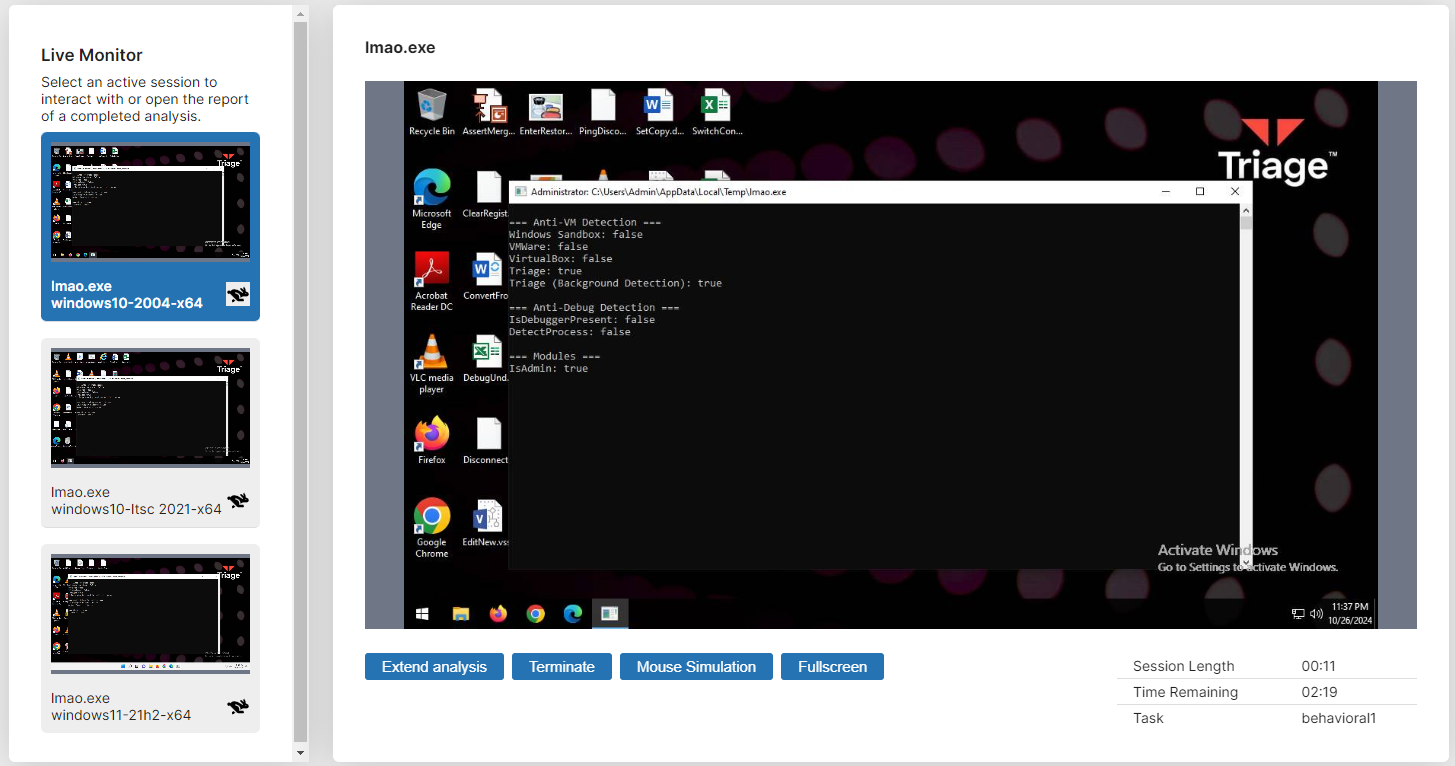 Live Monitor
Select an active session to
interact with or open the report
of a completed analysis.
Triage
lmao.exe
windows10-2004-x64
Triage
lmao.exe
windows10-ltsc 2021-x64
Triage
lmao.exe
windows11-21h2-x64
lmao.exe
Recycle Bin AssertMerg... EnterRestor... PingDisco... SetCopy.d... SwitchCon...
Triage™
Microsoft
Edge
ClearRegist
Administrator: C:\Users\Admin\AppData\Local\Temp\lmao.exe
=== Anti-VM Detection ===
Windows Sandbox: false
VMWare: false
VirtualBox: false
Triage: true
Triage (Background Detection): true
=== Anti-Debug Detection ===
IsDebuggerPresent: false
DetectProcess: false
=== Modules ===
IsAdmin: true
Acrobat
Reader DC
ConvertFro
VLC media
player
DebugUnd
Firefox
Disconnect
Google
Chrome
EditNew.vss
Activate Windows
Go to Settings to activate Windows.
11:37 PM
10/26/2024
Extend analysis Terminate Mouse Simulation Fullscreen
Session Length 00:11
Time Remaining 02:19
Task behavioral1